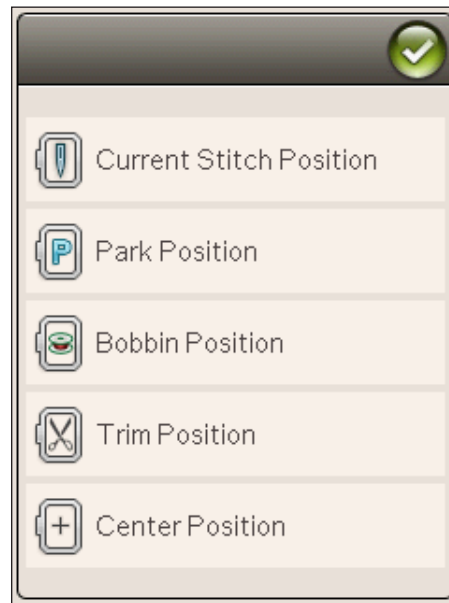 Current Stitch Position
P Park Position
Bobbin Position
Trim Position
Center Position